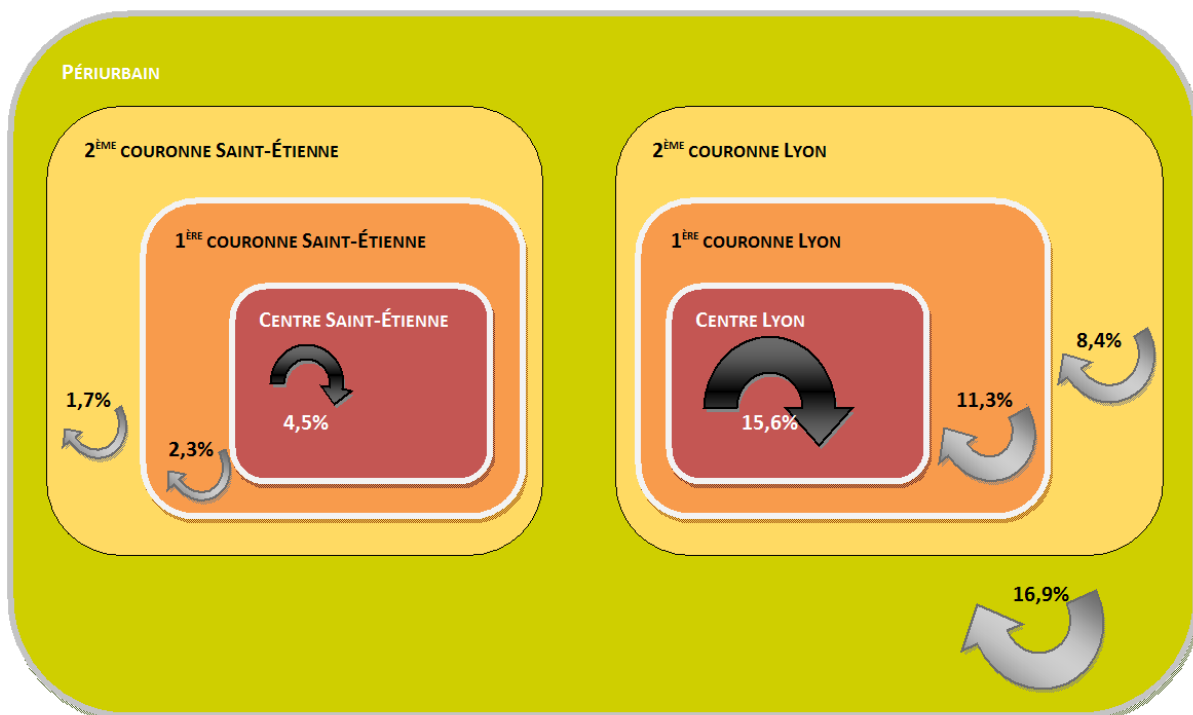 PÉRIURBAIN
2ÈME COURONNE SAINT-ÉTIENNE
2ÈME COURONNE LYON
1ÈRE COURONNE SAINT-ÉTIENNE
1ÈRE COURONNE LYON
CENTRE SAINT-ÉTIENNE
CENTRE LYON
8,4%
1,7%
11,3%
4,5%
15,6%
2,3%
16,9%